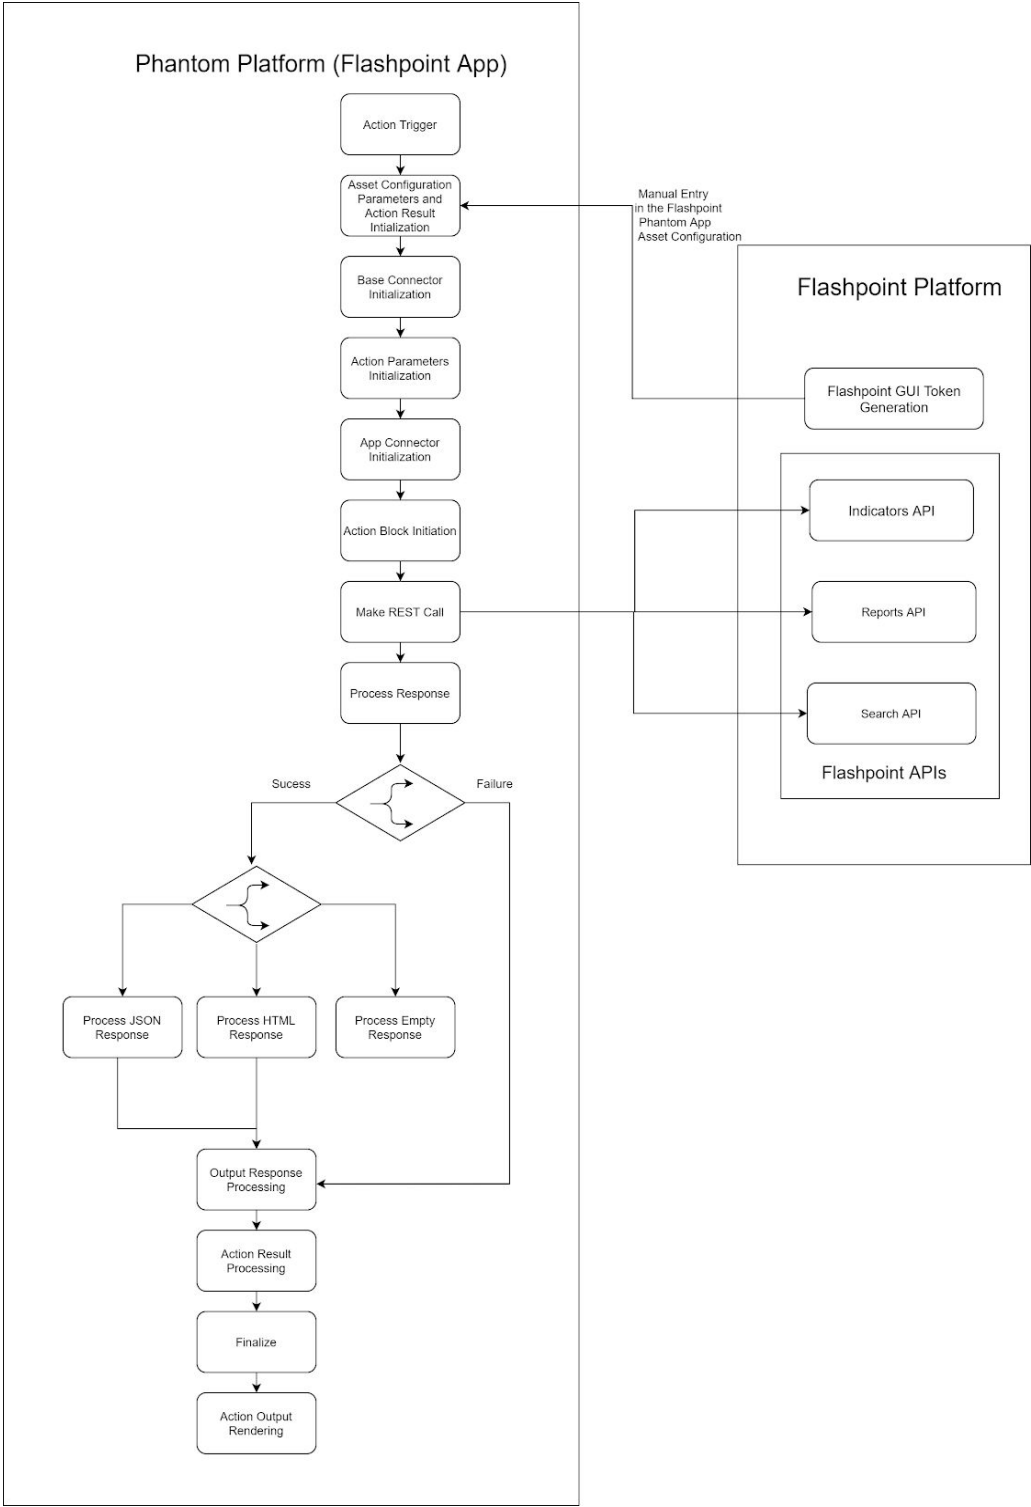 Phantom Platform (Flashpoint App)
Action Trigger
Asset Configuration
Parameters and
Action Result
Intialization
Manual Entry
in the Flashpoint
Phantom App
Asset Configuration
Base Connector
Initialization
Flashpoint Platform
Action Parameters
Initialization
Flashpoint GUI Token
Generation
App Connector
Initialization
Action Block Initiation
Indicators API
Make REST Call
Reports API
Process Response
Search API
Flashpoint APIs
Sucess
Failure
Process JSON
Response
Process HTML
Response
Process Empty
Response
Output Response
Processing
Action Result
Processing
Finalize
Action Output
Rendering